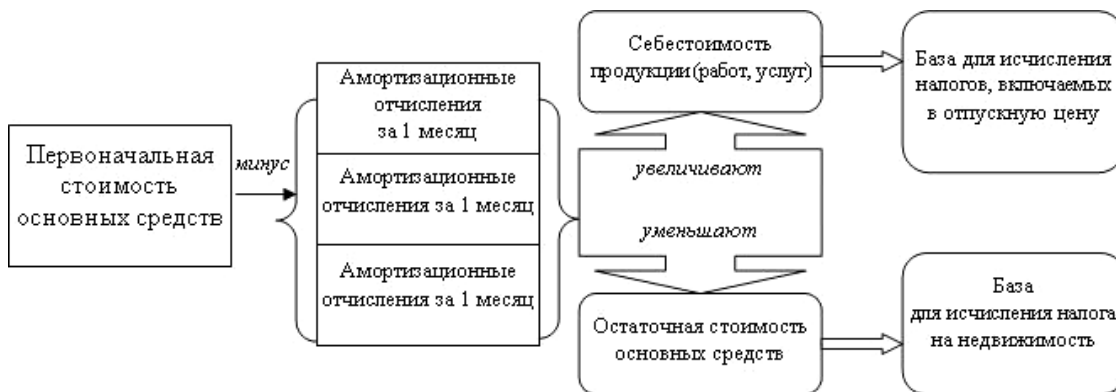 Первоначальная
стоимость
основных средств
минус
Амортизационные
отчисления
за 1 месяц
Амортизационные
отчисления за 1 месяц
Амортизационные
отчисления за 1 месяц
увеличивают
уменьшают
Себестоимость
продукции (работ, услуг)
База для исчисления
налогов, включаемых
в отпускную цену
Остаточная стоимость
основных средств
База
для исчисления налога
на недвижимость